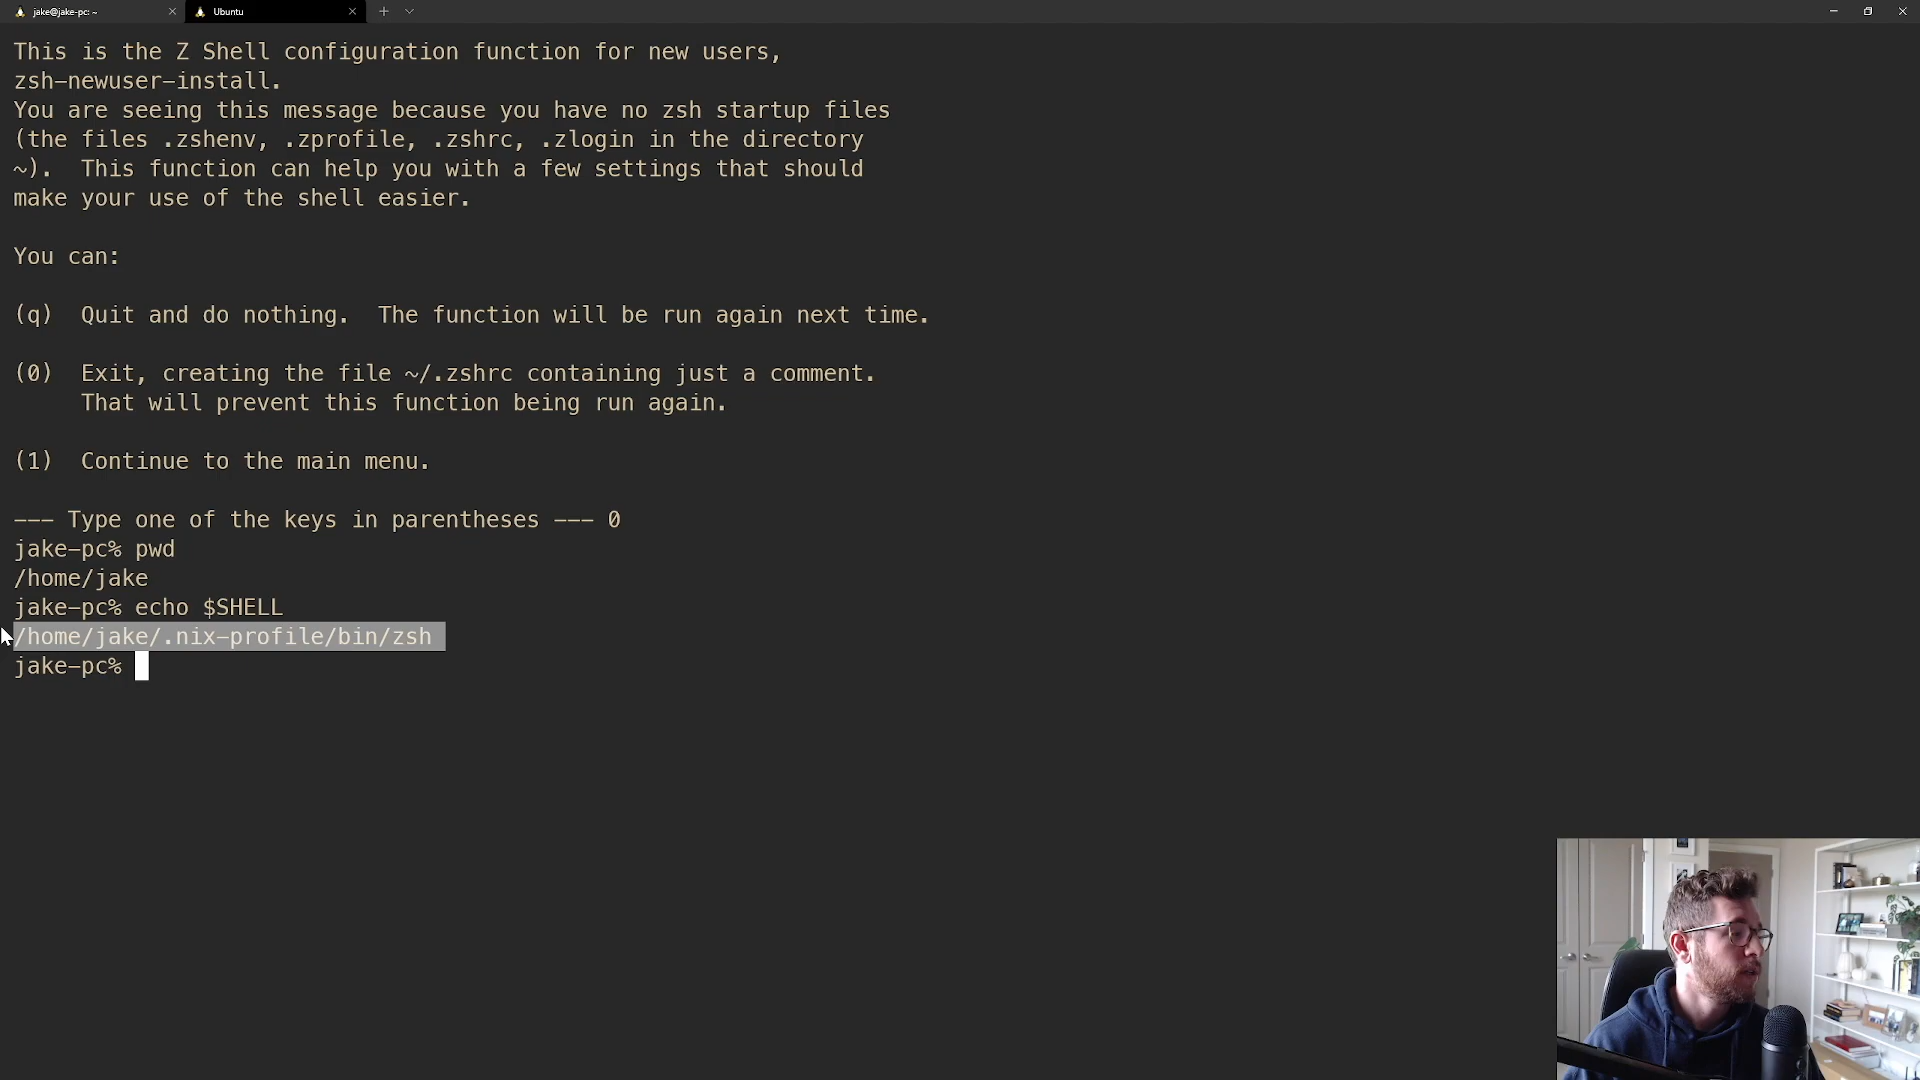 jake@jake-pc: ~
Ubuntu
This is the Z Shell configuration function for new users,
zsh-newuser-install.
You are seeing this message because you have no zsh startup files
(the files .zshenv, .zprofile, .zshrc, .zlogin in the directory
~).  This function can help you with a few settings that should
make your use of the shell easier.
You can:
(q)  Quit and do nothing.  The function will be run again next time.
(0)  Exit, creating the file ~/.zshrc containing just a comment.
That will prevent this function being run again.
(1)  Continue to the main menu.
--- Type one of the keys in parentheses --- 0
jake-pc% pwd
/home/jake
jake-pc% echo $SHELL
/home/jake/.nix-profile/bin/zsh
jake-pc%